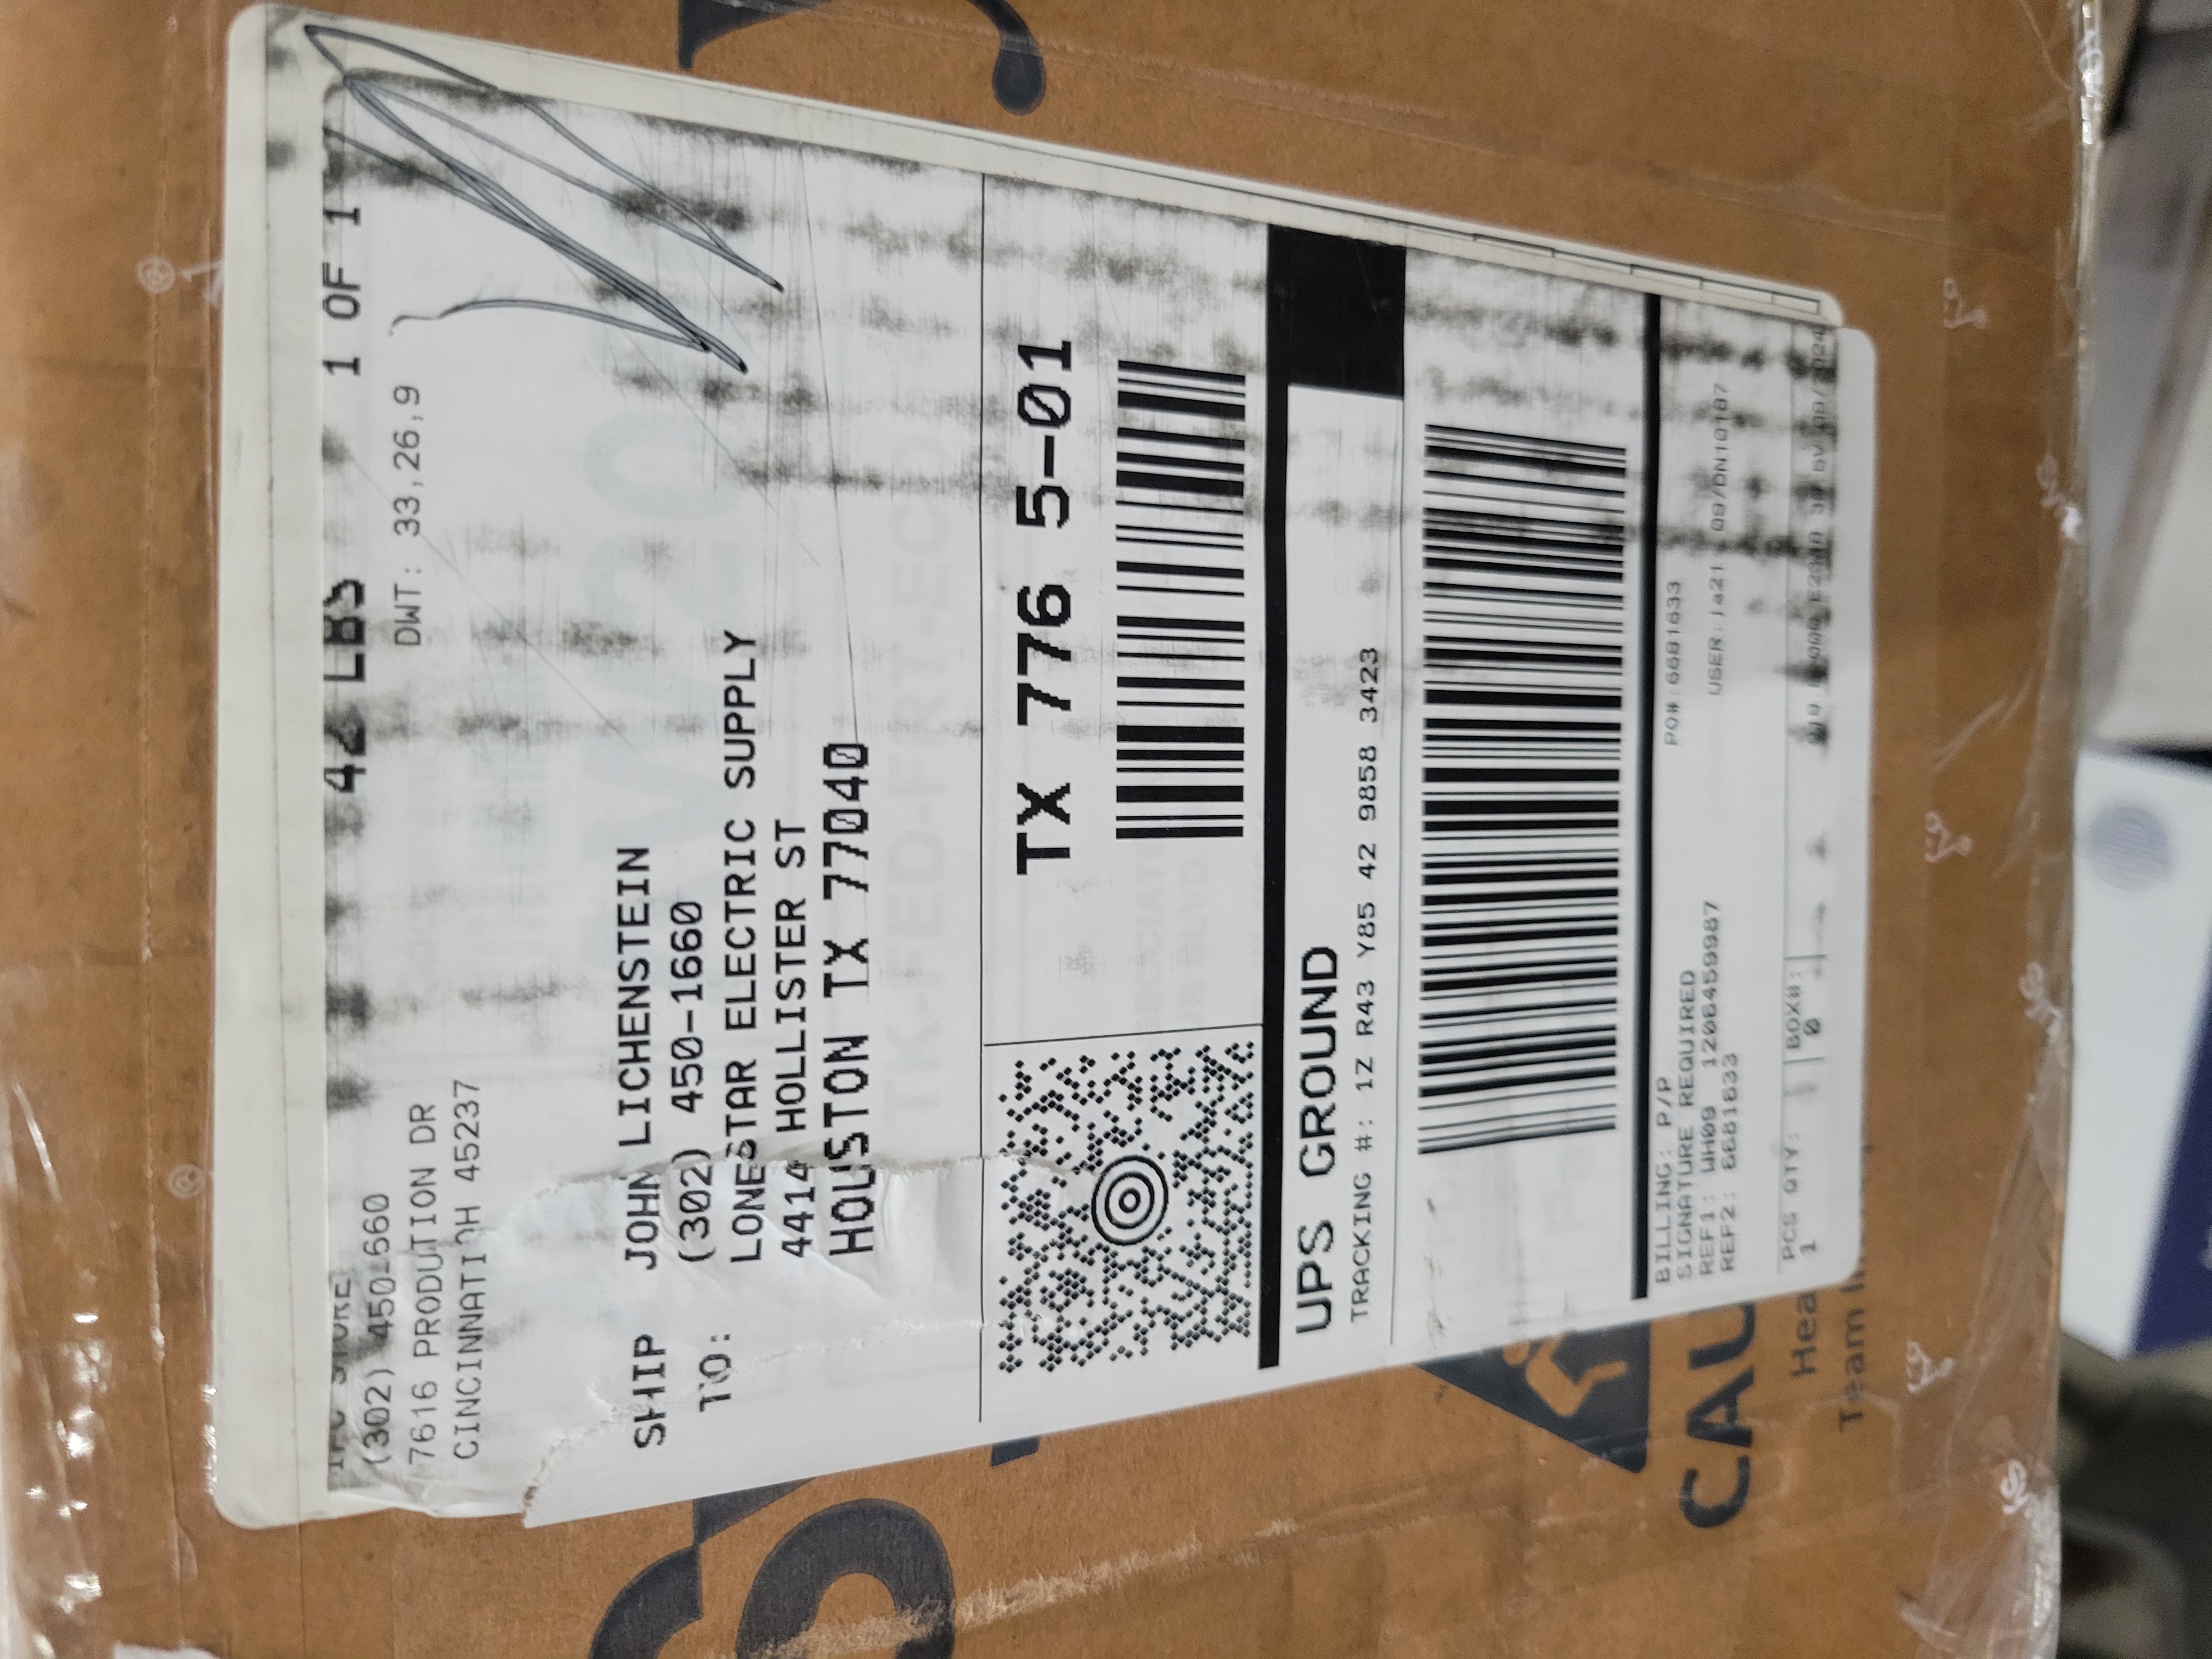 42 LBS 1 OF 1
(302) 450-660
DWT: 33,26,9
7616 PRODUTION DR
CINCINNATI OH 45237
SHIP JOHN LICHENSTEIN
TO: (302) 450-1660
LONESTAR ELECTRIC SUPPLY
4414 HOLLISTER ST
HOUSTON TX 77040
TX 776 5-01
UPS GROUND
TRACKING #: 1Z R43 Y85 42 9858 3423
BILLING: P/P
SIGNATURE REQUIRED
PO#:6681633
REF1: WH09 1206459987
REF2: 6681633
PCS QTY: BOX#:
1 0
CAU
Hea
Team